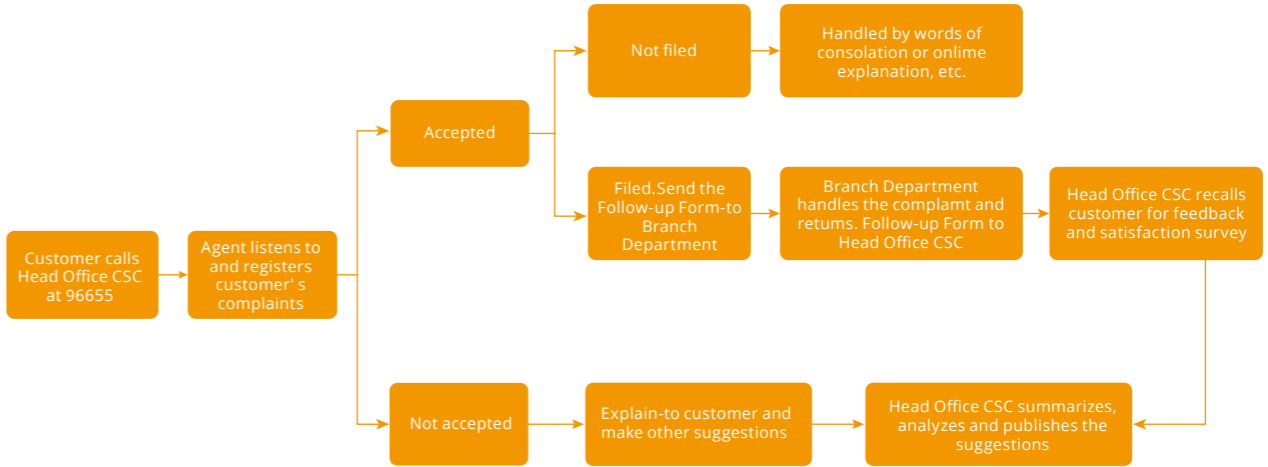 Customer calls
Head Office CSC
at 96655
Agent listens to
and registers
customer' s
complaints
Accepted
Not filed
Handled by words of
consolation or onlime
explanation, etc.
Filed.Send the
Follow-up Form-to
Branch
Department
Branch Department
handles the complamt and
retums. Follow-up Form to
Head Office CSC
Head Office CSC recalls
customer for feedback
and satisfaction survey
Not accepted
Explain-to customer and
make other suggestions
Head Office CSC summarizes,
analyzes and publishes the
suggestions